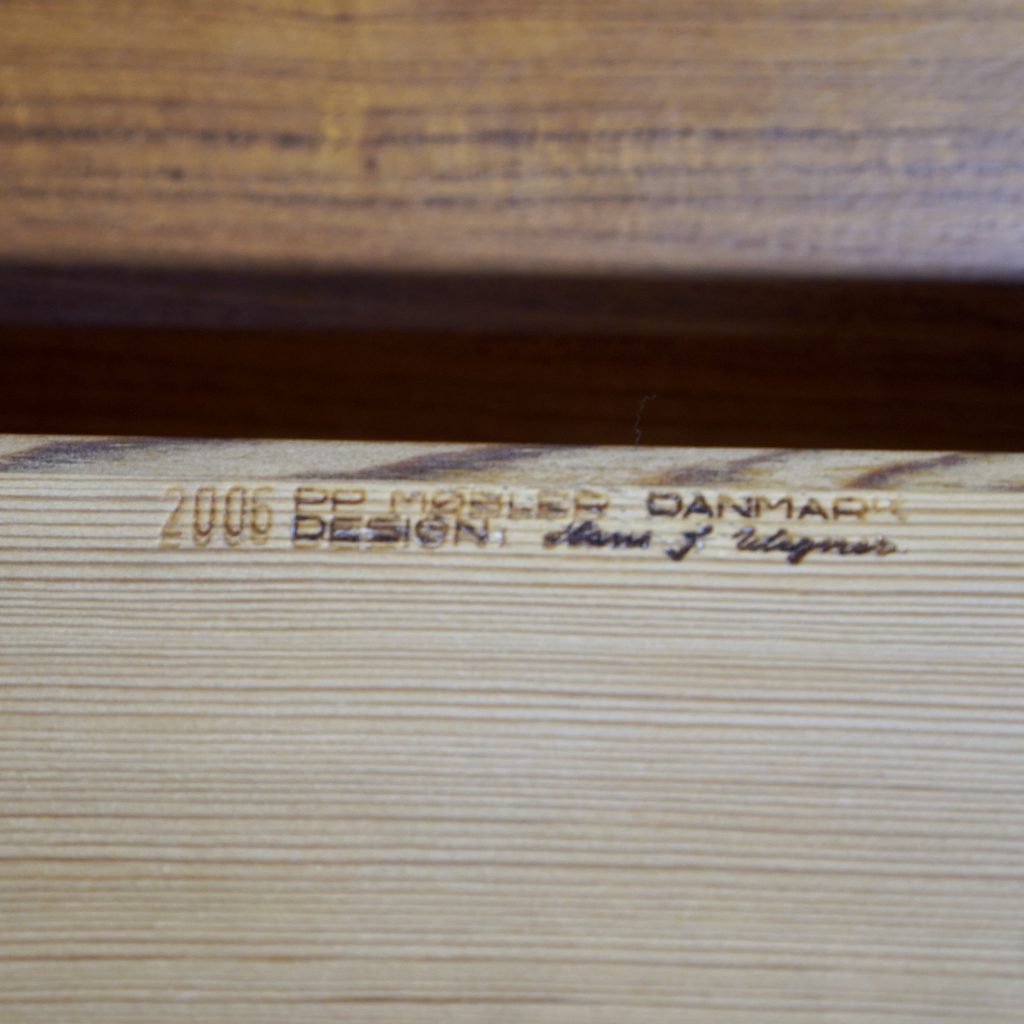 2006 PP MØBLER DANMARK
DESIGN: Hans J. Wegner